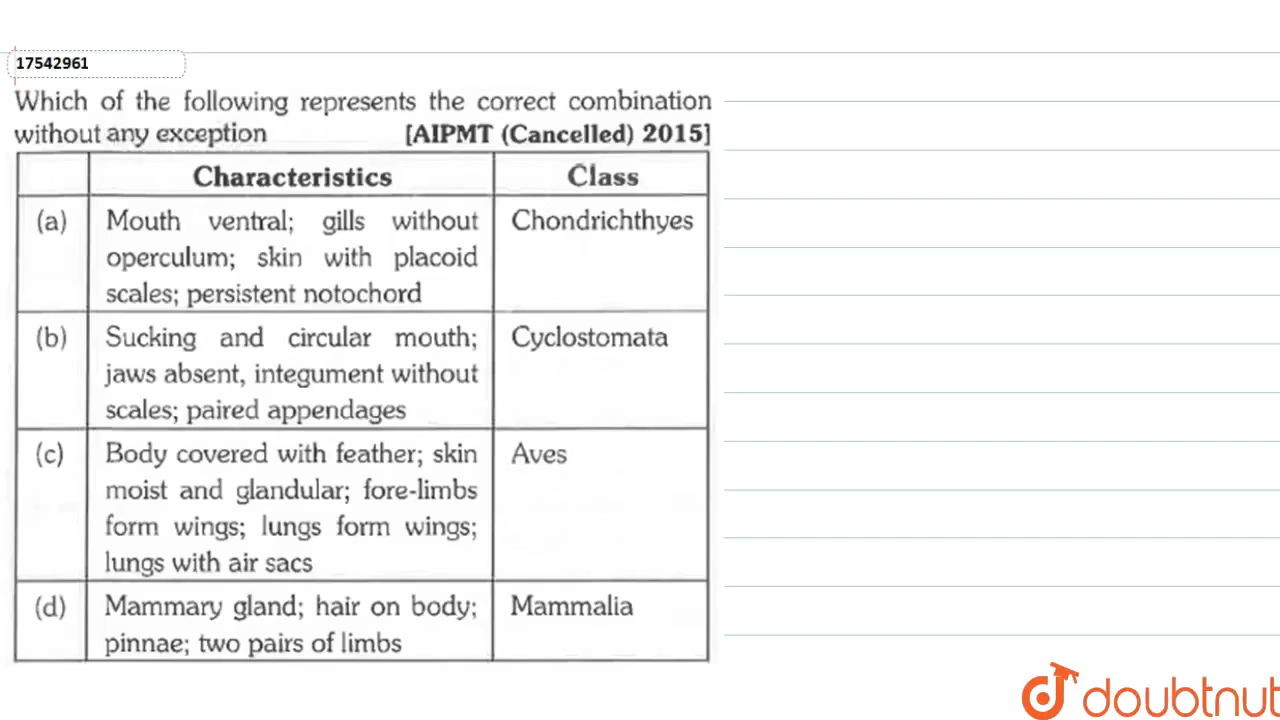 17542961
Which of the following represents the correct combination
without any exception [AIPMT (Cancelled) 2015]
Characteristics Class
(a) Mouth ventral; gills without Chondrichthyes
operculum; skin with placoid
scales; persistent notochord
(b) Sucking and circular mouth; Cyclostomata
jaws absent, integument without
scales; paired appendages
(c) Body covered with feather; skin Aves
moist and glandular; fore-limbs
form wings; lungs form wings;
lungs with air sacs
(d) Mammary gland; hair on body; Mammalia
pinnae; two pairs of limbs
doubtnut